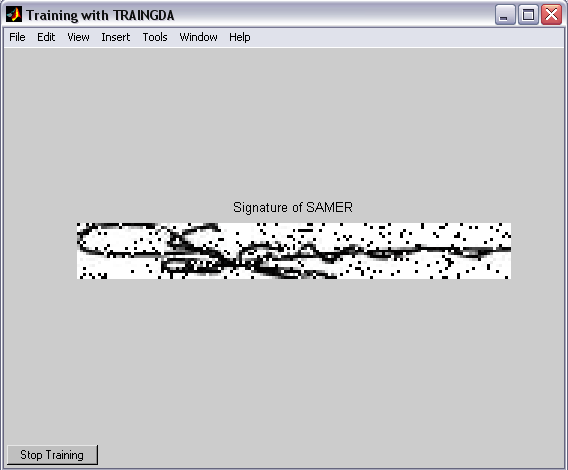 Training with TRAINGDA
File Edit View Insert Tools Window Help
Signature of SAMER
Stop Training